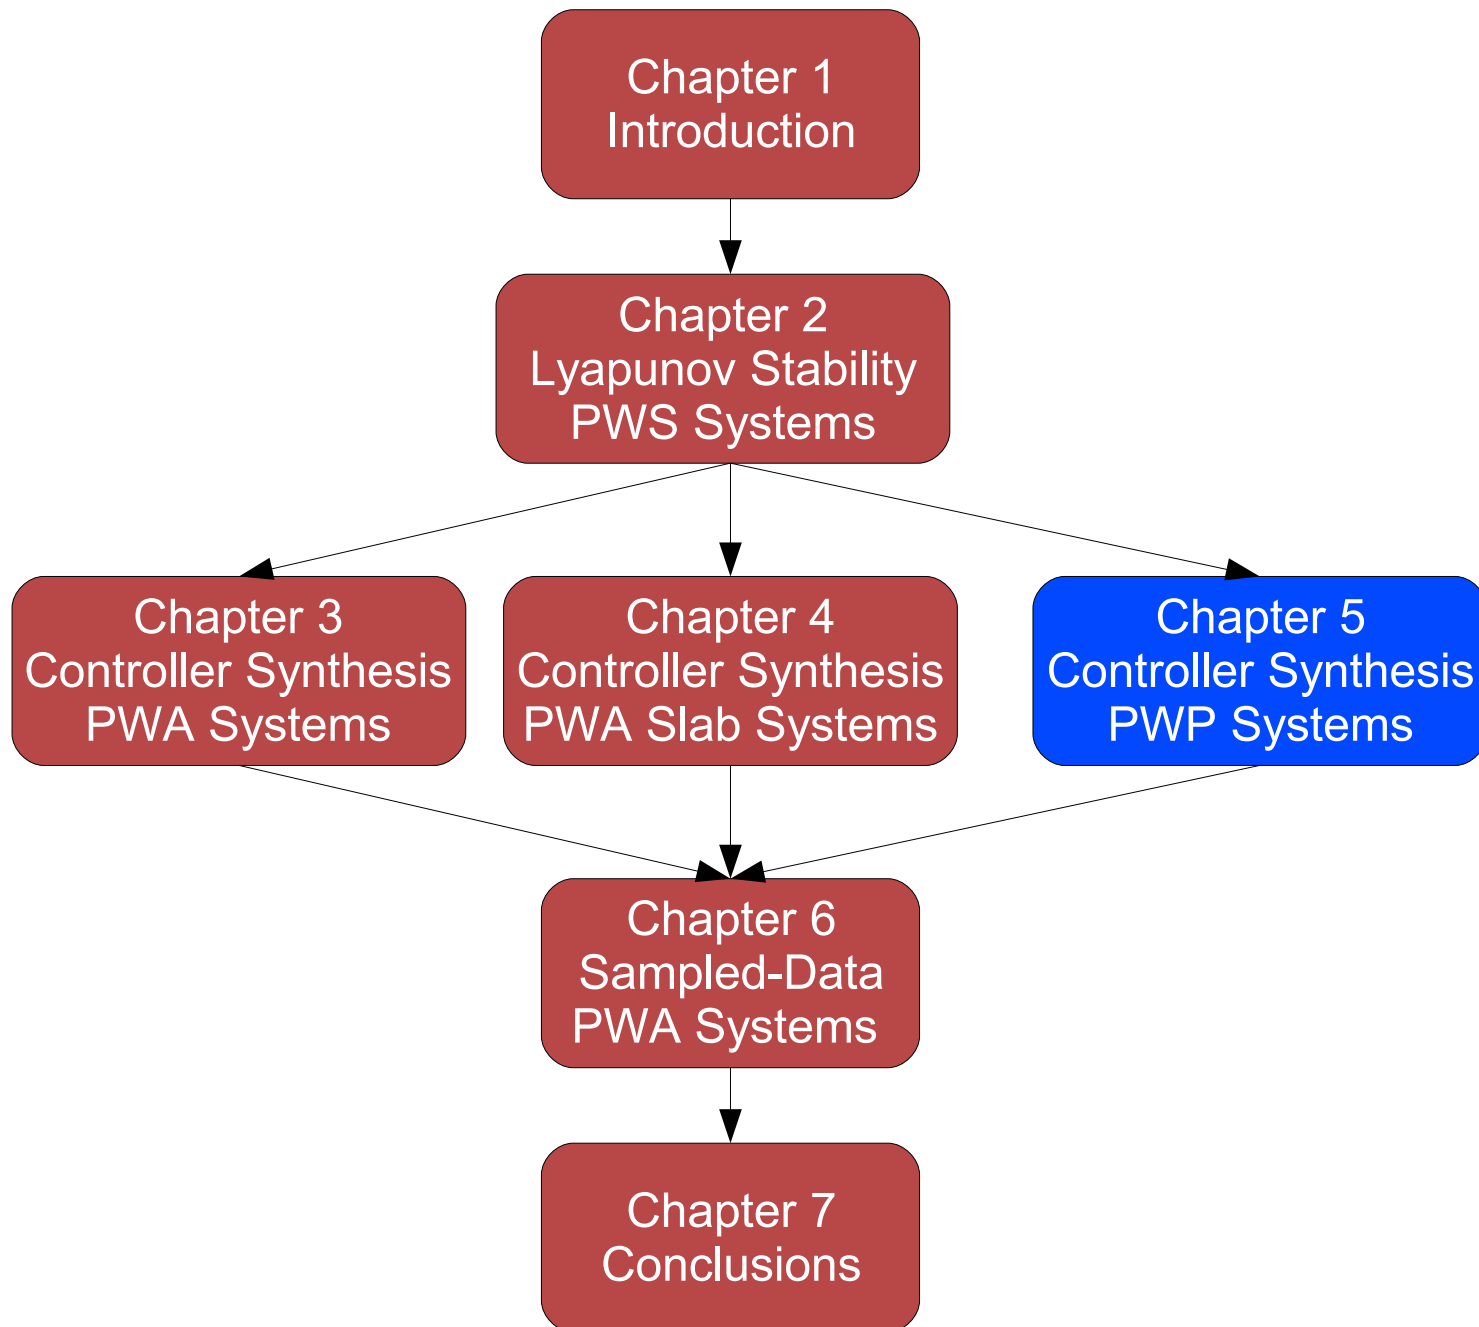 Chapter 1
Introduction
Chapter 2
Lyapunov Stability
PWS Systems
Chapter 3
Controller Synthesis
PWA Systems
Chapter 4
Controller Synthesis
PWA Slab Systems
Chapter 5
Controller Synthesis
PWP Systems
Chapter 6
Sampled-Data
PWA Systems
Chapter 7
Conclusions